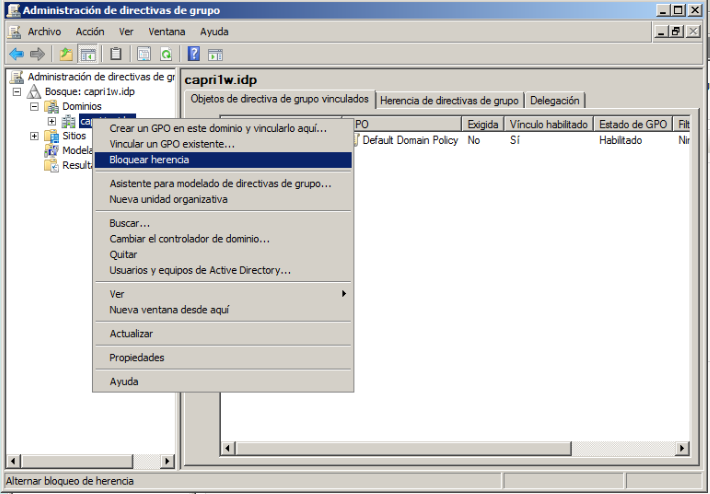 Administración de directivas de grupo
Archivo Acción Ver Ventana Ayuda
Administración de directivas de gr
Bosque: capri1w.idp
Dominios
Sitios
Modela
Result
capri1w.idp
Objetos de directiva de grupo vinculados Herencia de directivas de grupo Delegación
PO Exigida Vínculo habilitado Estado de GPO Filt
Default Domain Policy No Sí Habilitado Nin
Crear un GPO en este dominio y vincularlo aquí...
Vincular un GPO existente...
Bloquear herencia
Asistente para modelado de directivas de grupo...
Nueva unidad organizativa
Buscar...
Cambiar el controlador de dominio...
Quitar
Usuarios y equipos de Active Directory...
Ver
Nueva ventana desde aquí
Actualizar
Propiedades
Ayuda
Alternar bloqueo de herencia